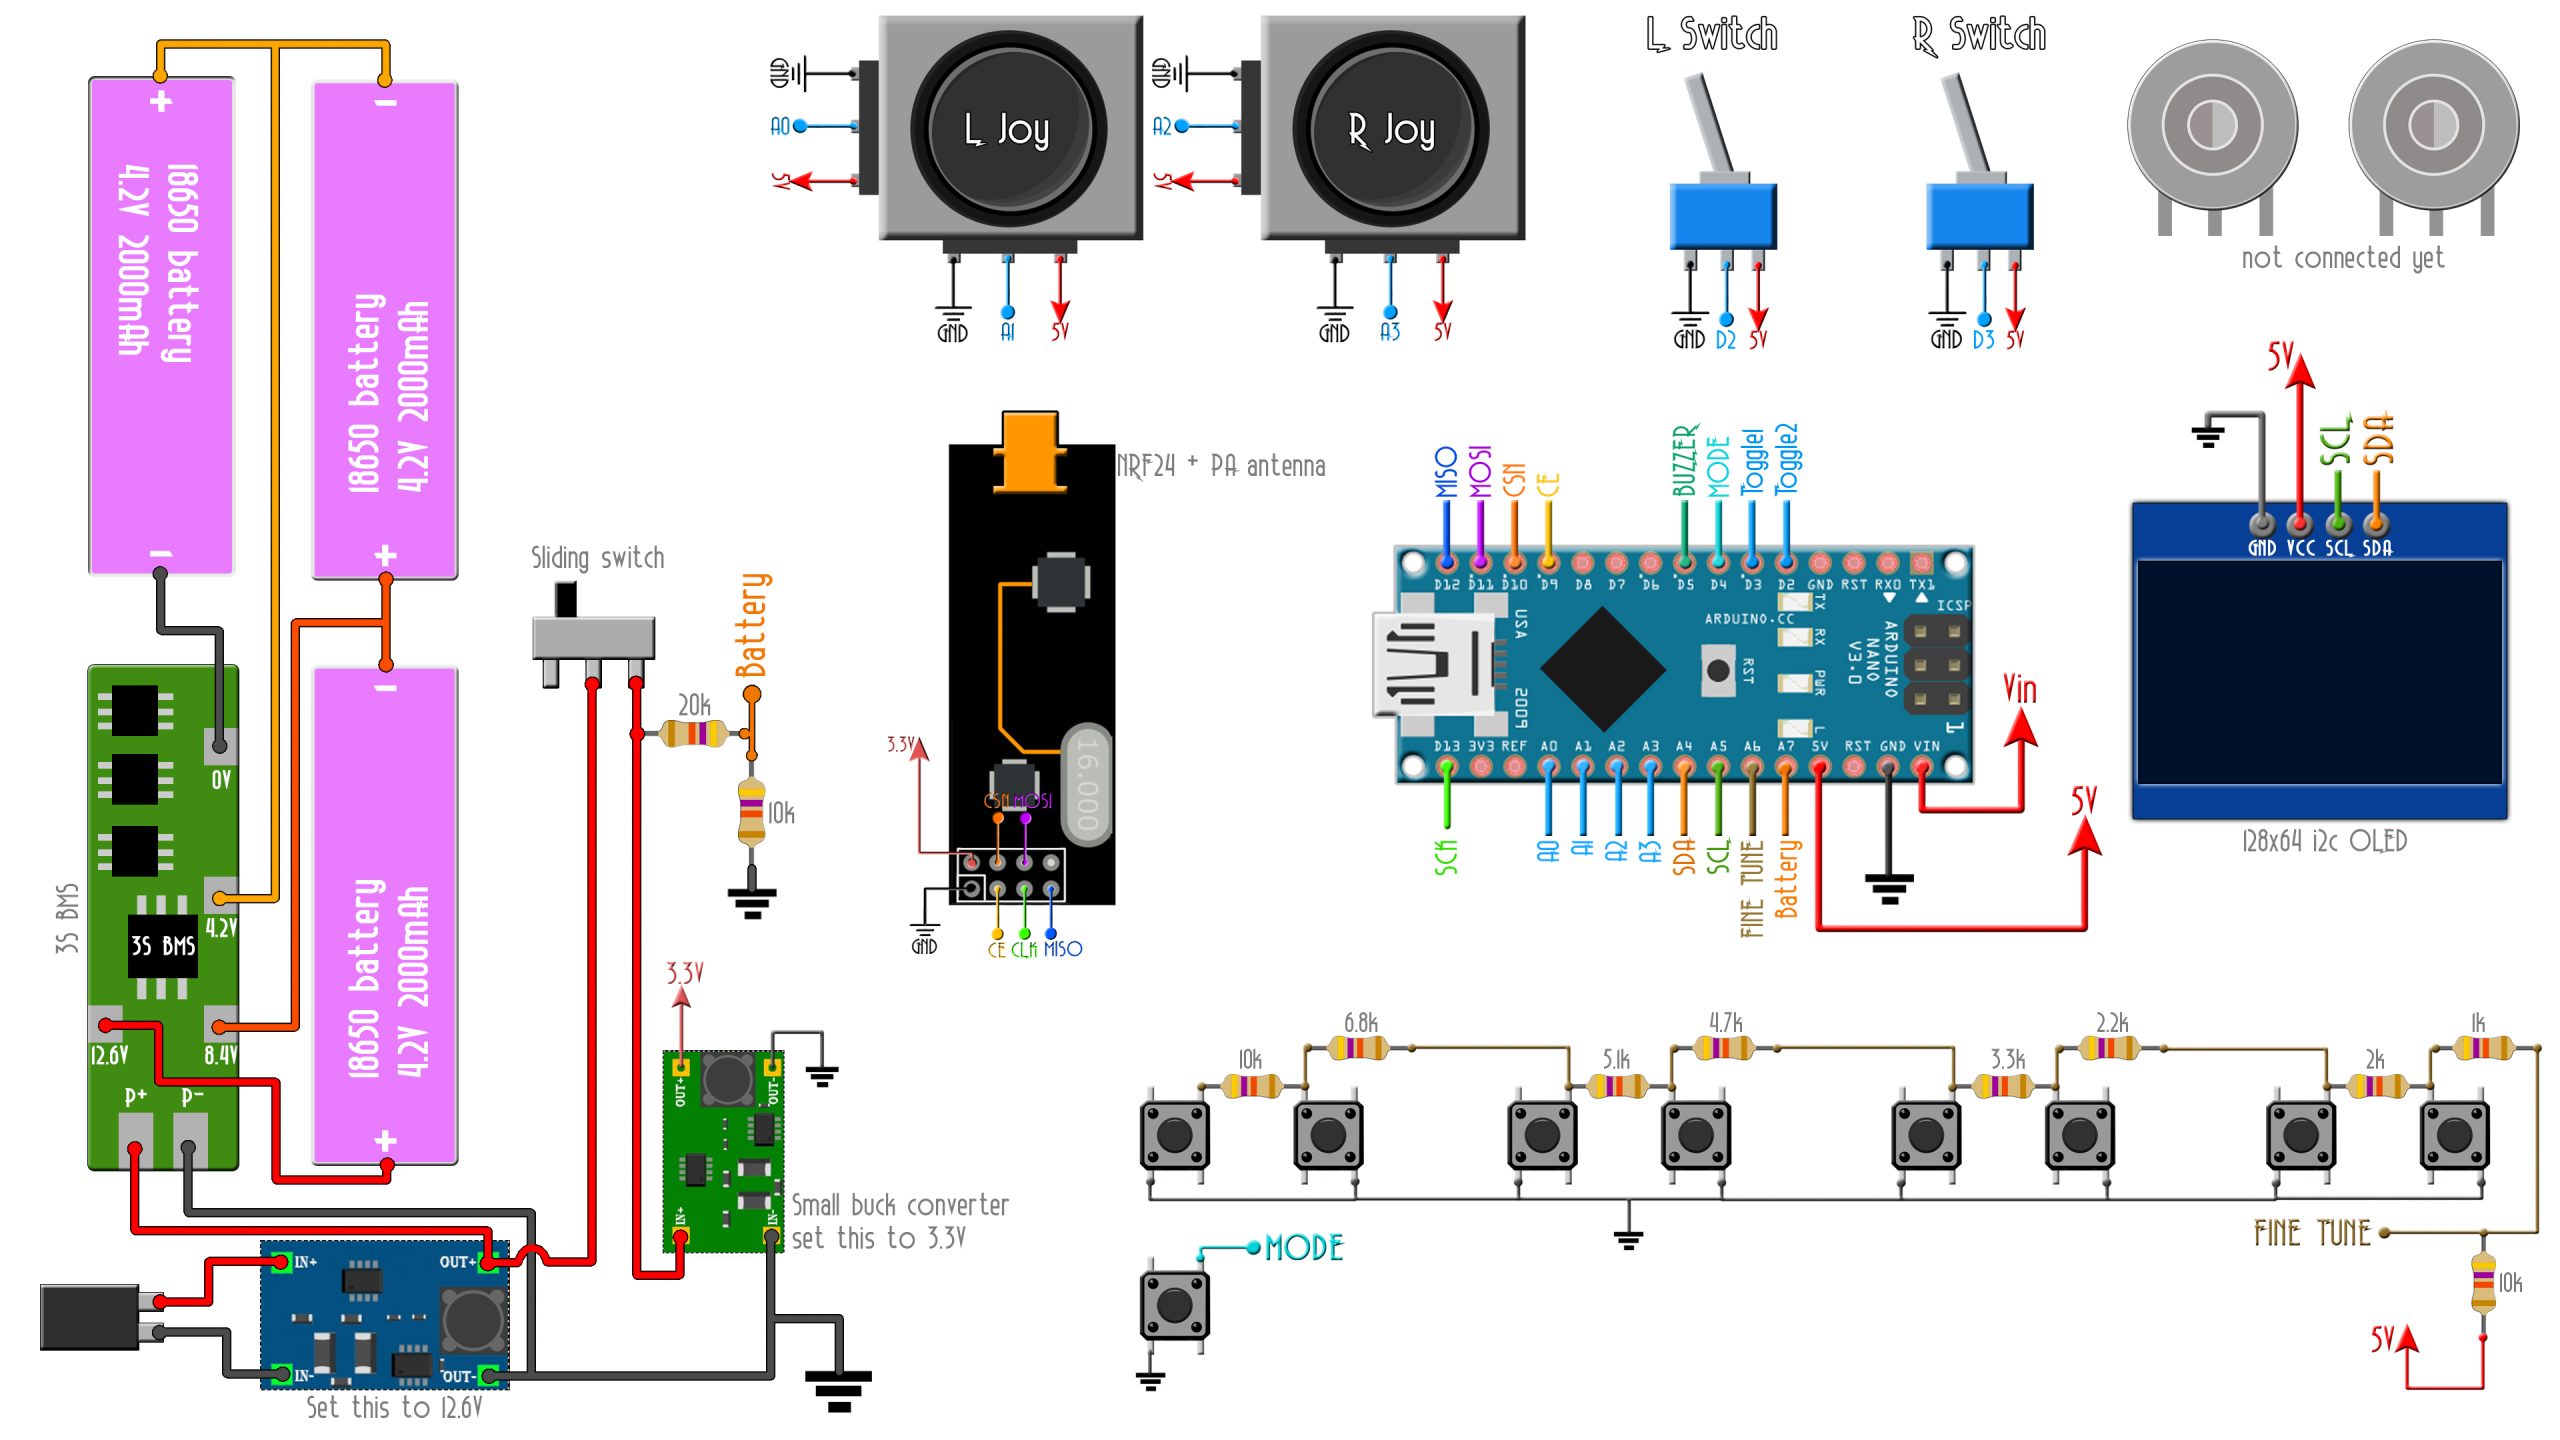 L Switch
R Switch
GND
A0
5V
L Joy
GND
A1
5V
GND
A2
5V
R Joy
GND
A3
5V
GND
D2
5V
GND
D3
5V
not connected yet
+
18650 battery
4.2V 2000mAh
-
-
18650 battery
4.2V 2000mAh
+
-
18650 battery
4.2V 2000mAh
+
3S BMS
0V
4.2V
3S BMS
12.6V
8.4V
P+
P-
IN+
OUT+
IN-
OUT-
Set this to 12.6V
Sliding switch
Battery
20k
10k
3.3V
OUT+
OUT-
IN+
IN-
Small buck converter
set this to 3.3V
NRF24 + PA antenna
3.3V
16.000
CSN
MOSI
GND
CE
CLK
MISO
MISO
MOSI
CSN
CE
BUZZER
MODE
Toggle1
Toggle2
D12 D11 D10 D9 D8 D7 D6 D5 D4 D3 D2 GND RST RX0 TX1
ICSP
USA
ARDUINO.CC
TX
RX
PWR
L
RST
ARDUINO
NANO
V3.0
2009
1
D13 3V3 REF A0 A1 A2 A3 A4 A5 A6 A7 5V RST GND VIN
SCK
A0
A1
A2
A3
SDA
SCL
FINE TUNE
Battery
Vin
5V
5V
SCL
SDA
GND VCC SCL SDA
128x64 i2c OLED
10k
6.8k
5.1k
4.7k
3.3k
2.2k
2k
1k
MODE
FINE TUNE
10k
5V